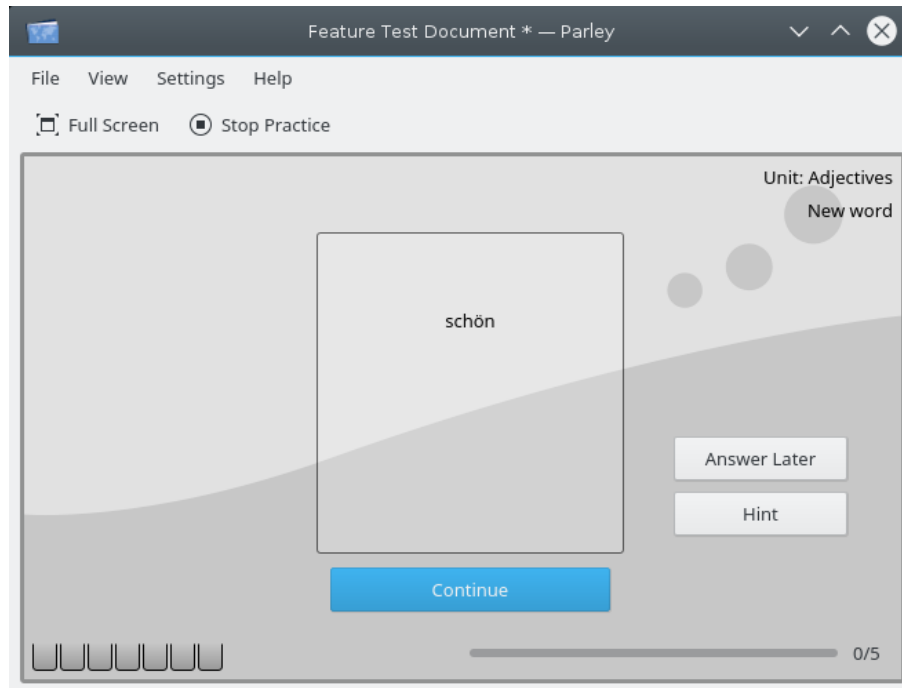 Feature Test Document * — Parley
File View Settings Help
Full Screen Stop Practice
Unit: Adjectives
New word
schön
Answer Later
Hint
Continue
0/5